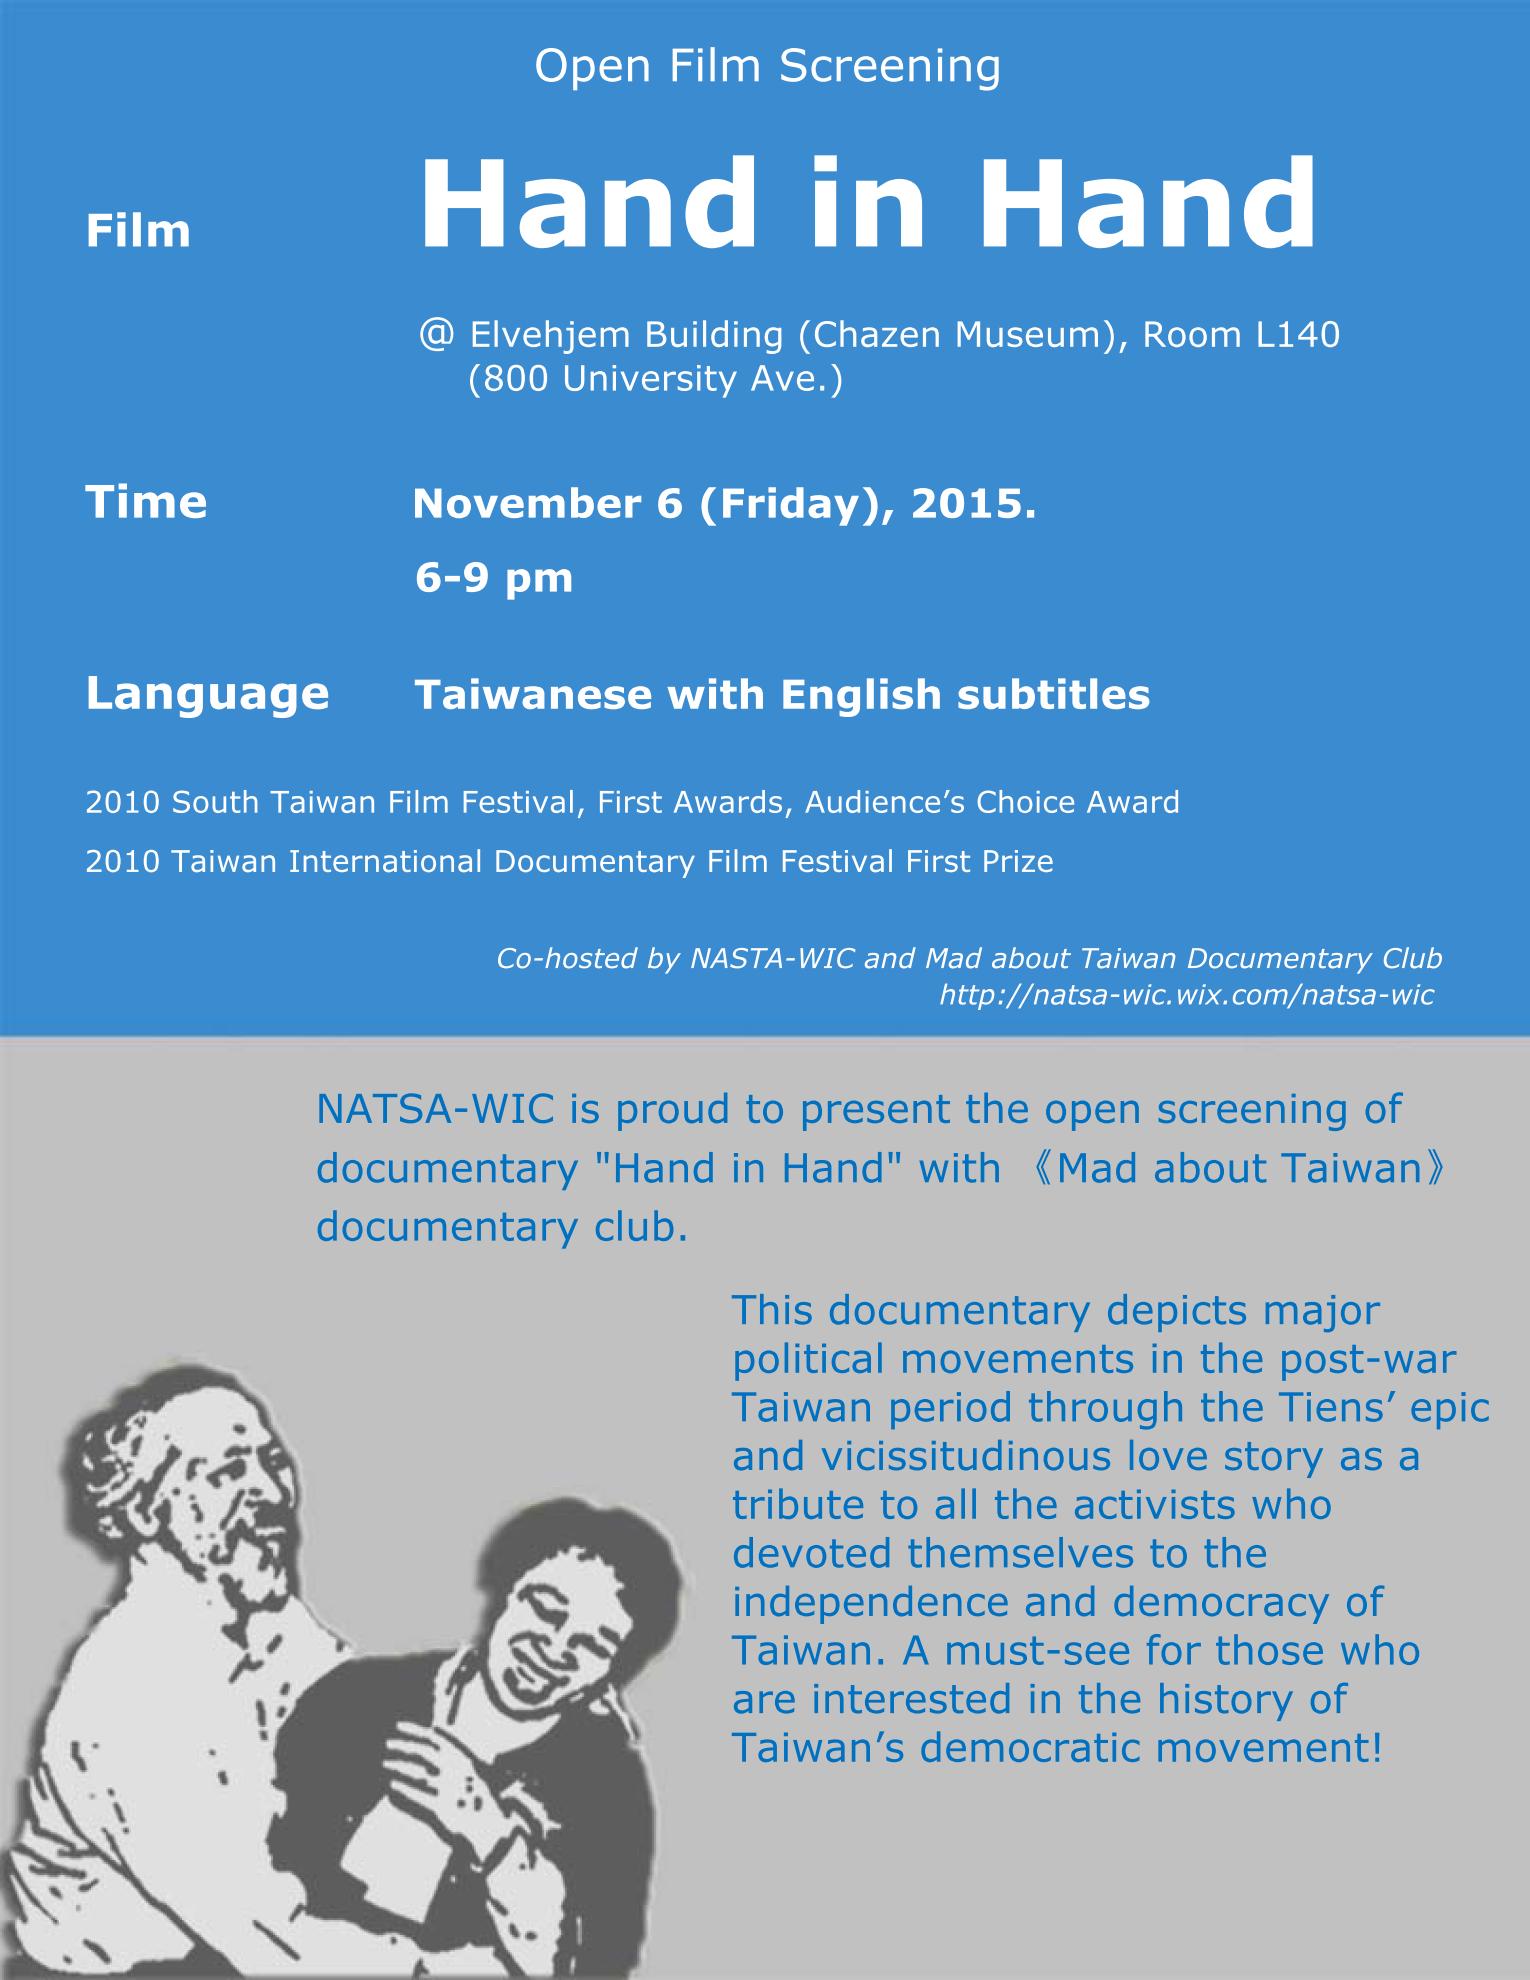 Open Film Screening
Film Hand in Hand
@ Elvehjem Building (Chazen Museum), Room L140
(800 University Ave.)
Time November 6 (Friday), 2015.
6-9 pm
Language Taiwanese with English subtitles
2010 South Taiwan Film Festival, First Awards, Audience’s Choice Award
2010 Taiwan International Documentary Film Festival First Prize
Co-hosted by NASTA-WIC and Mad about Taiwan Documentary Club
http://natsa-wic.wix.com/natsa-wic
NATSA-WIC is proud to present the open screening of
documentary "Hand in Hand" with 《Mad about Taiwan》
documentary club.
This documentary depicts major
political movements in the post-war
Taiwan period through the Tiens’ epic
and vicissitudinous love story as a
tribute to all the activists who
devoted themselves to the
independence and democracy of
Taiwan. A must-see for those who
are interested in the history of
Taiwan’s democratic movement!